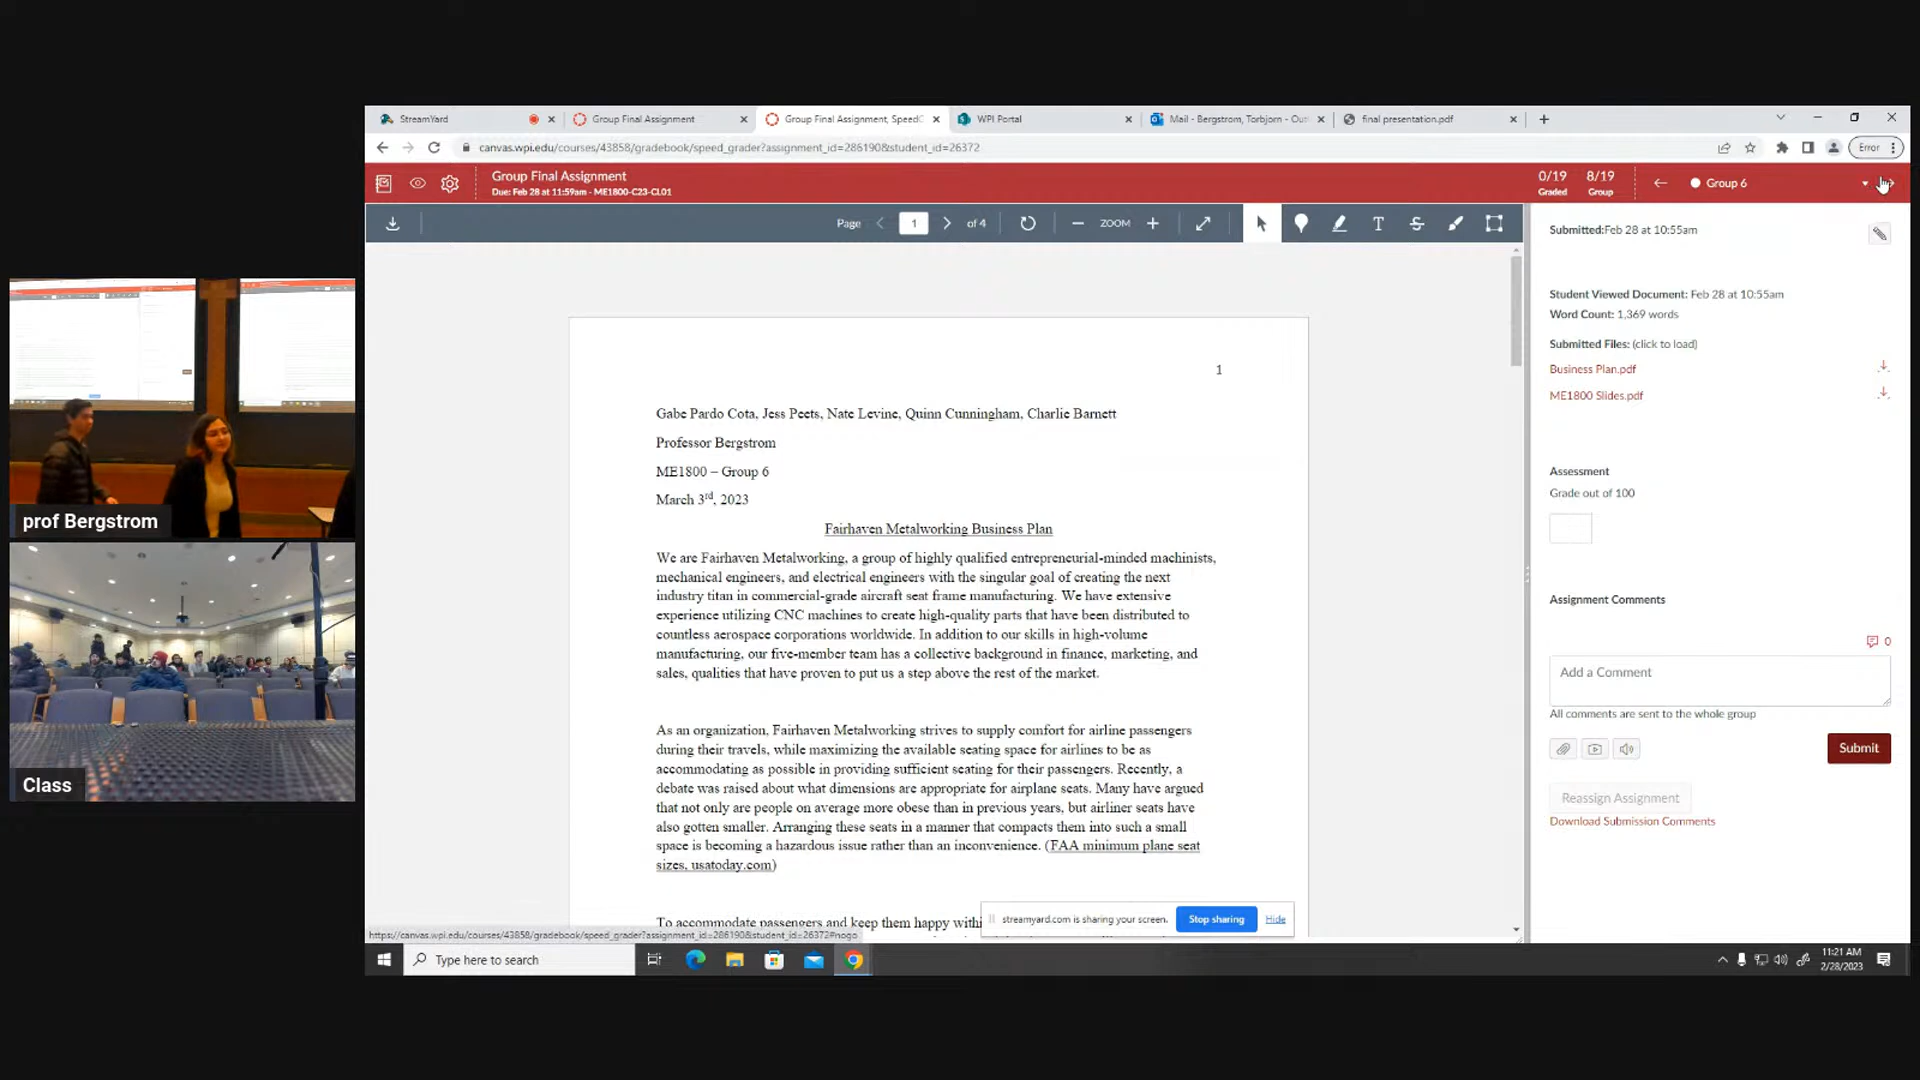 StreamYard
Group Final Assignment
Group Final Assignment, SpeedG
WPI Portal
Mail - Bergstrom, Torbjorn - Out
final presentation.pdf
canvas.wpi.edu/courses/43858/gradebook/speed_grader?assignment_id=286190&student_id=26372
Error
Group Final Assignment
Due: Feb 28 at 11:59am - ME1800-C23-CL01
0/19
Graded
8/19
Group
Group 6
Page
1
of 4
ZOOM
T
1
Gabe Pardo Cota, Jess Peets, Nate Levine, Quinn Cunningham, Charlie Barnett
Professor Bergstrom
ME1800 – Group 6
March 3rd, 2023
Fairhaven Metalworking Business Plan
We are Fairhaven Metalworking, a group of highly qualified entrepreneurial-minded machinists,
mechanical engineers, and electrical engineers with the singular goal of creating the next
industry titan in commercial-grade aircraft seat frame manufacturing. We have extensive
experience utilizing CNC machines to create high-quality parts that have been distributed to
countless aerospace corporations worldwide. In addition to our skills in high-volume
manufacturing, our five-member team has a collective background in finance, marketing, and
sales, qualities that have proven to put us a step above the rest of the market.
As an organization, Fairhaven Metalworking strives to supply comfort for airline passengers
during their travels, while maximizing the available seating space for airlines to be as
accommodating as possible in providing sufficient seating for their passengers. Recently, a
debate was raised about what dimensions are appropriate for airplane seats. Many have argued
that not only are people on average more obese than in previous years, but airliner seats have
also gotten smaller. Arranging these seats in a manner that compacts them into such a small
space is becoming a hazardous issue rather than an inconvenience. (FAA minimum plane seat
sizes, usatoday.com)
To accommodate passengers and keep them happy with
streamyard.com is sharing your screen.
Stop sharing
Hide
https://canvas.wpi.edu/courses/43858/gradebook/speed_grader?assignment_id=286190&student_id=26372#nogo
Submitted:Feb 28 at 10:55am
Student Viewed Document: Feb 28 at 10:55am
Word Count: 1,369 words
Submitted Files: (click to load)
Business Plan.pdf
ME1800 Slides.pdf
Assessment
Grade out of 100
Assignment Comments
0
Add a Comment
All comments are sent to the whole group
Submit
Reassign Assignment
Download Submission Comments
Type here to search
11:21 AM
2/28/2023
prof Bergstrom
Class